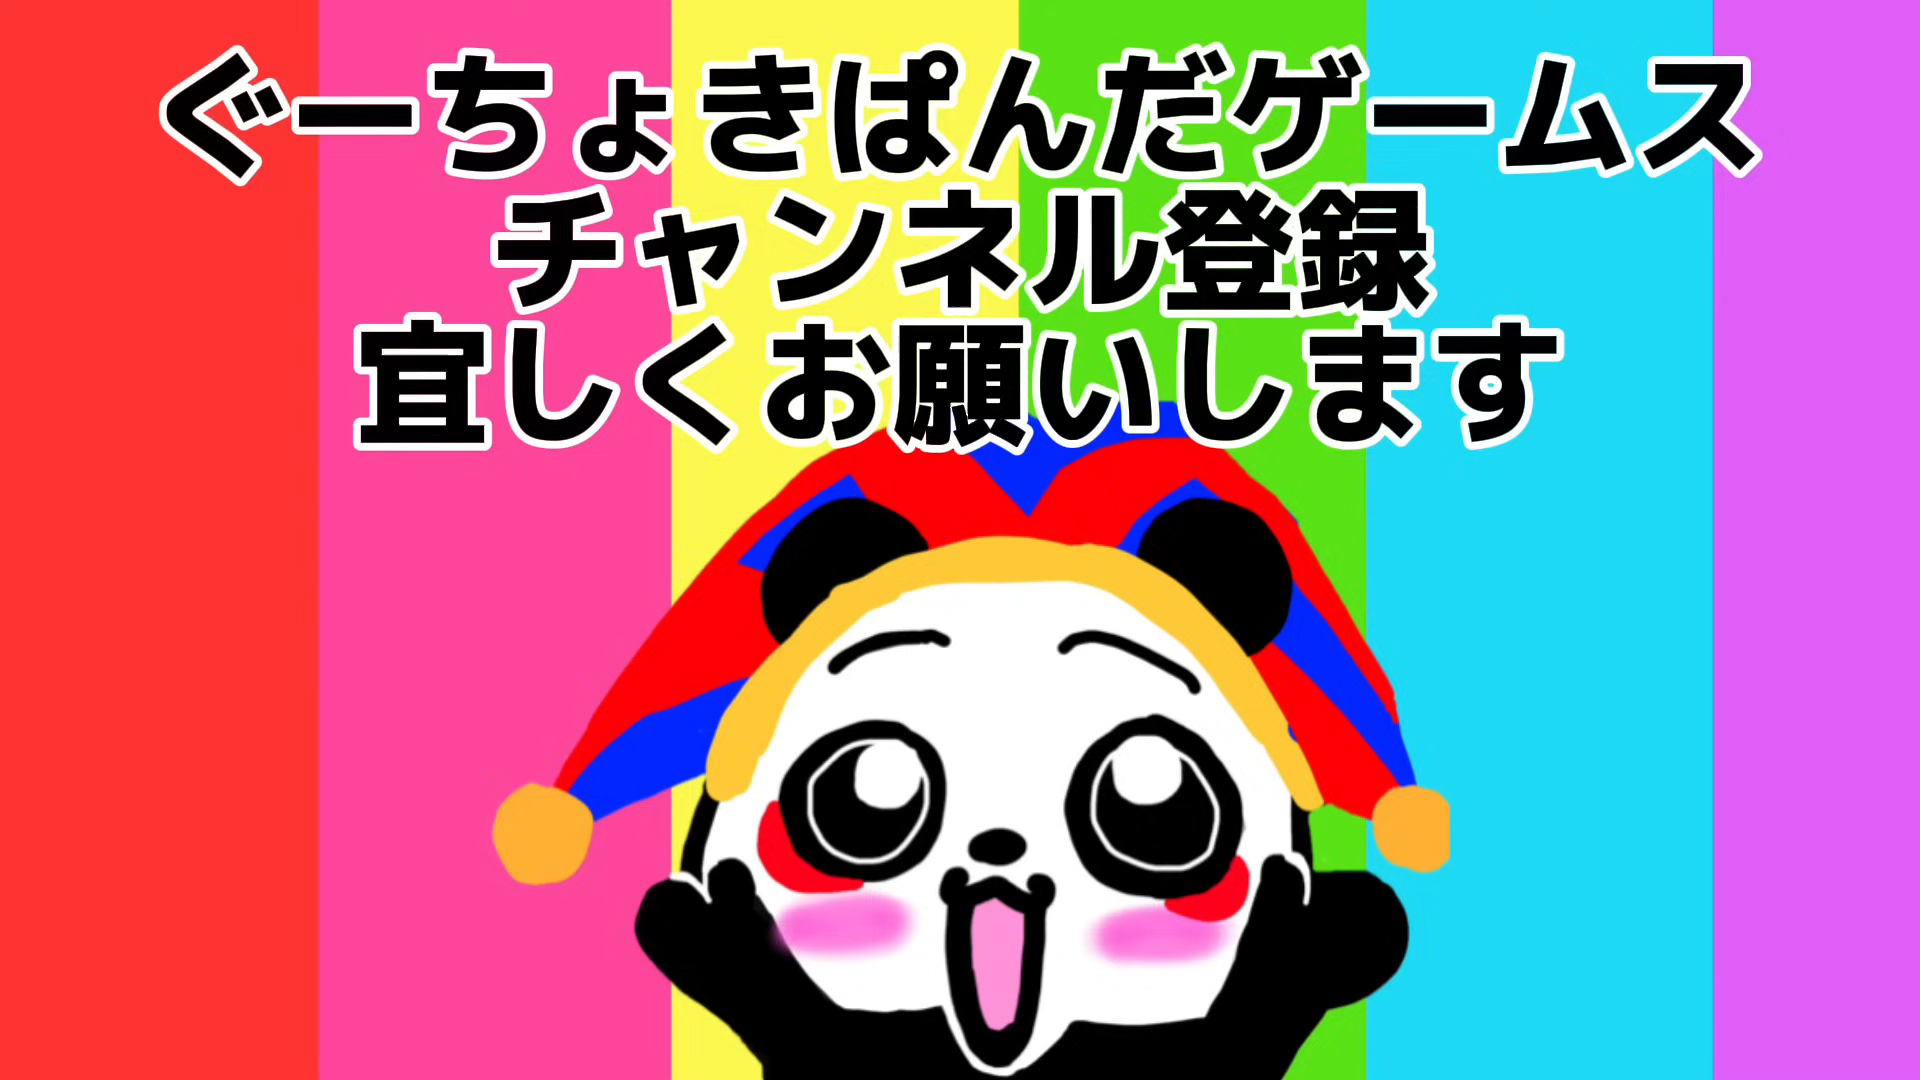 ぐーちょきぱんだゲームス
チャンネル登録
宜しくお願いします